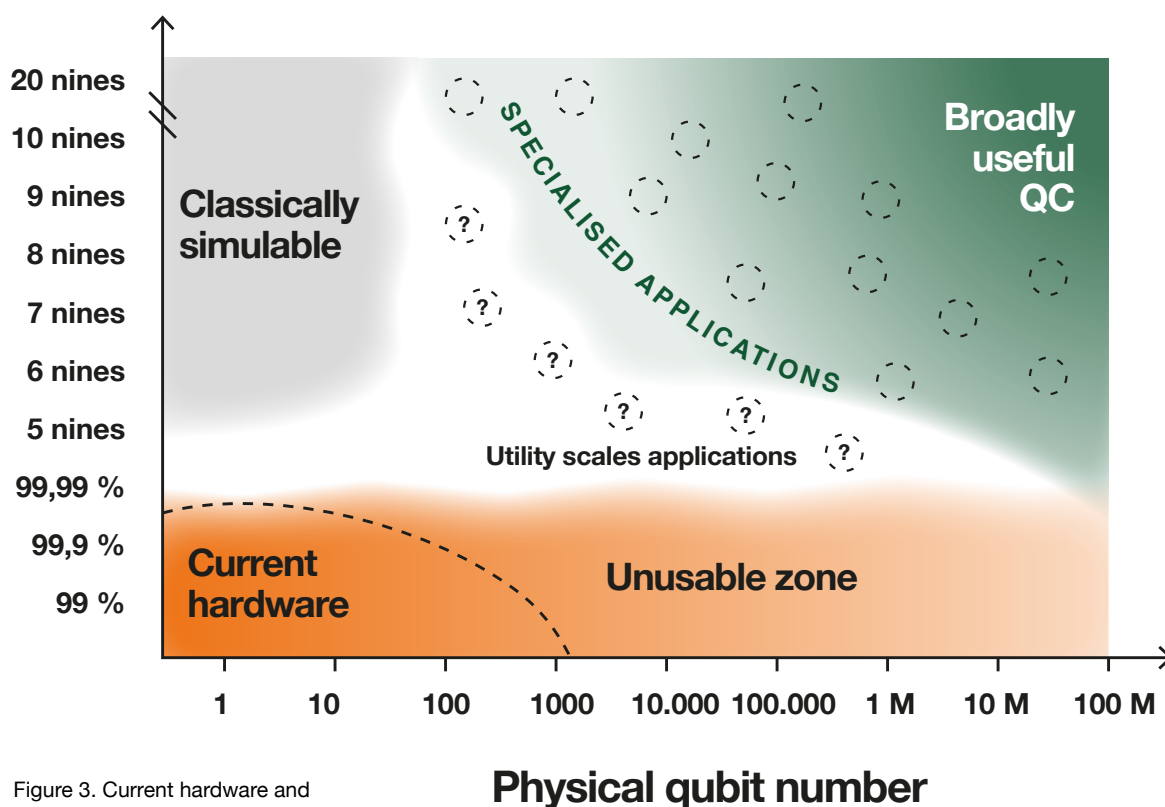 20 nines
10 nines
9 nines
8 nines
7 nines
6 nines
5 nines
99,99 %
99,9 %
99 %
Classically
simulable
SPECIALISED APPLICATIONS
Broadly
useful
QC
?
?
?
?
?
?
Utility scales applications
Current
hardware
Unusable zone
1
10
100
1000
10.000
100.000
1 M
10 M
100 M
Physical qubit number
Figure 3. Current hardware and